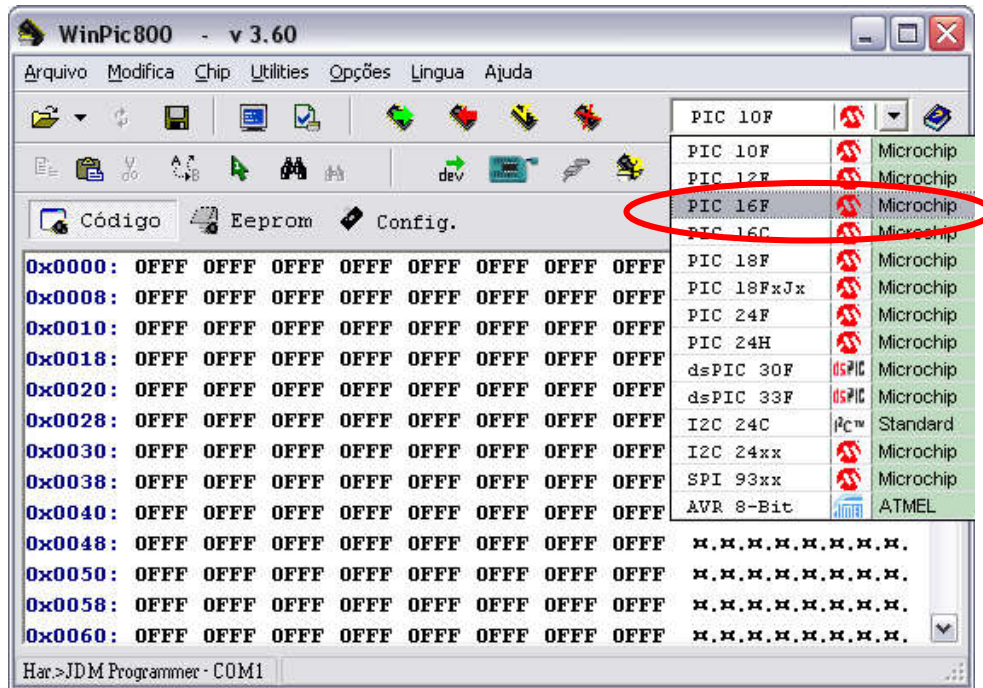 WinPic800 - v 3.60
Arquivo Modifica Chip Utilities Opções Lingua Ajuda
PIC 10F
A B
dev
Código Eeprom Config.
PIC 10F Microchip
PIC 12F Microchip
PIC 16F Microchip
PIC 16C Microchip
PIC 18F Microchip
PIC 18FxJx Microchip
PIC 24F Microchip
PIC 24H Microchip
dsPIC 30F dsPIC Microchip
dsPIC 33F dsPIC Microchip
I2C 24C I²C™ Standard
I2C 24xx Microchip
SPI 93xx Microchip
AVR 8-Bit ATMEL
0x0000: 0FFF 0FFF 0FFF 0FFF 0FFF 0FFF 0FFF 0FFF
0x0008: 0FFF 0FFF 0FFF 0FFF 0FFF 0FFF 0FFF 0FFF
0x0010: 0FFF 0FFF 0FFF 0FFF 0FFF 0FFF 0FFF 0FFF
0x0018: 0FFF 0FFF 0FFF 0FFF 0FFF 0FFF 0FFF 0FFF
0x0020: 0FFF 0FFF 0FFF 0FFF 0FFF 0FFF 0FFF 0FFF
0x0028: 0FFF 0FFF 0FFF 0FFF 0FFF 0FFF 0FFF 0FFF
0x0030: 0FFF 0FFF 0FFF 0FFF 0FFF 0FFF 0FFF 0FFF
0x0038: 0FFF 0FFF 0FFF 0FFF 0FFF 0FFF 0FFF 0FFF
0x0040: 0FFF 0FFF 0FFF 0FFF 0FFF 0FFF 0FFF 0FFF
0x0048: 0FFF 0FFF 0FFF 0FFF 0FFF 0FFF 0FFF 0FFF ¤.¤.¤.¤.¤.¤.¤.¤.
0x0050: 0FFF 0FFF 0FFF 0FFF 0FFF 0FFF 0FFF 0FFF ¤.¤.¤.¤.¤.¤.¤.¤.
0x0058: 0FFF 0FFF 0FFF 0FFF 0FFF 0FFF 0FFF 0FFF ¤.¤.¤.¤.¤.¤.¤.¤.
0x0060: 0FFF 0FFF 0FFF 0FFF 0FFF 0FFF 0FFF 0FFF ¤.¤.¤.¤.¤.¤.¤.¤.
Har.>JDM Programmer - COM1